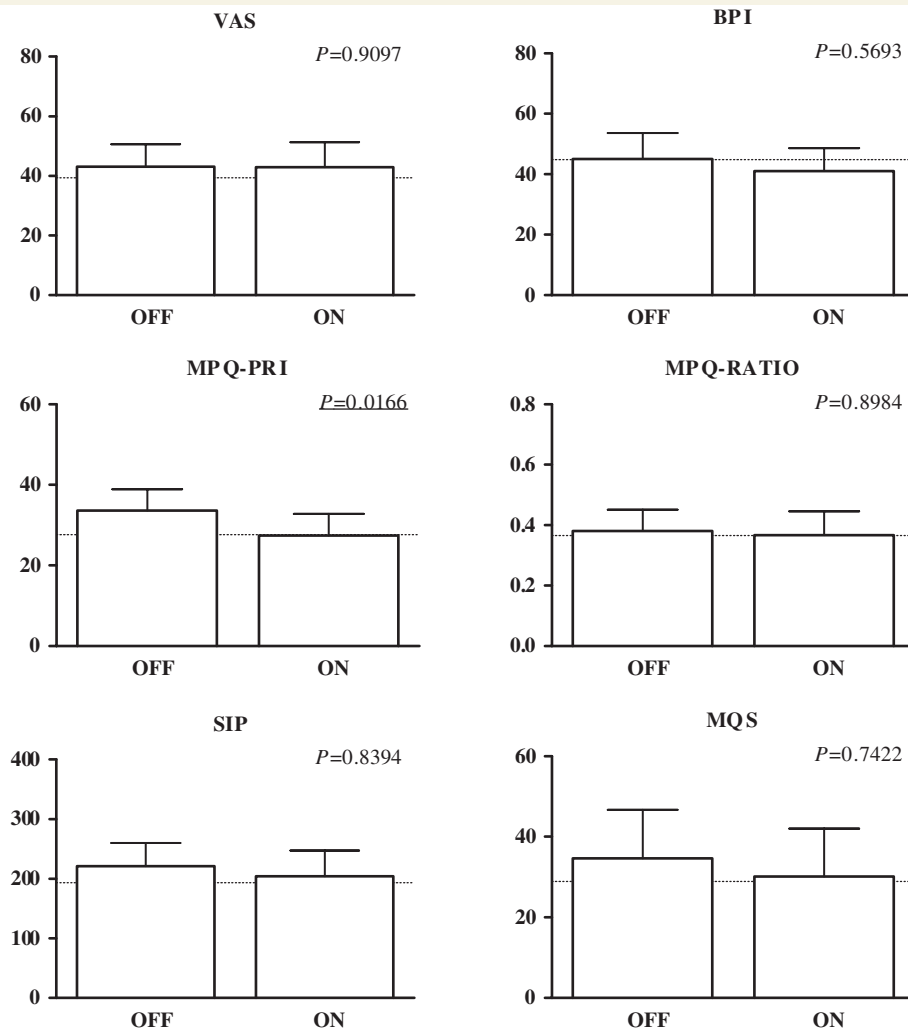 VAS
P=0.9097
80
60
40
20
0
OFF ON
BPI
P=0.5693
80
60
40
20
0
OFF ON
MPQ-PRI
P=0.0166
60
40
20
0
OFF ON
MPQ-RATIO
P=0.8984
0.8
0.6
0.4
0.2
0.0
OFF ON
SIP
P=0.8394
400
300
200
100
0
OFF ON
MQS
P=0.7422
60
40
20
0
OFF ON